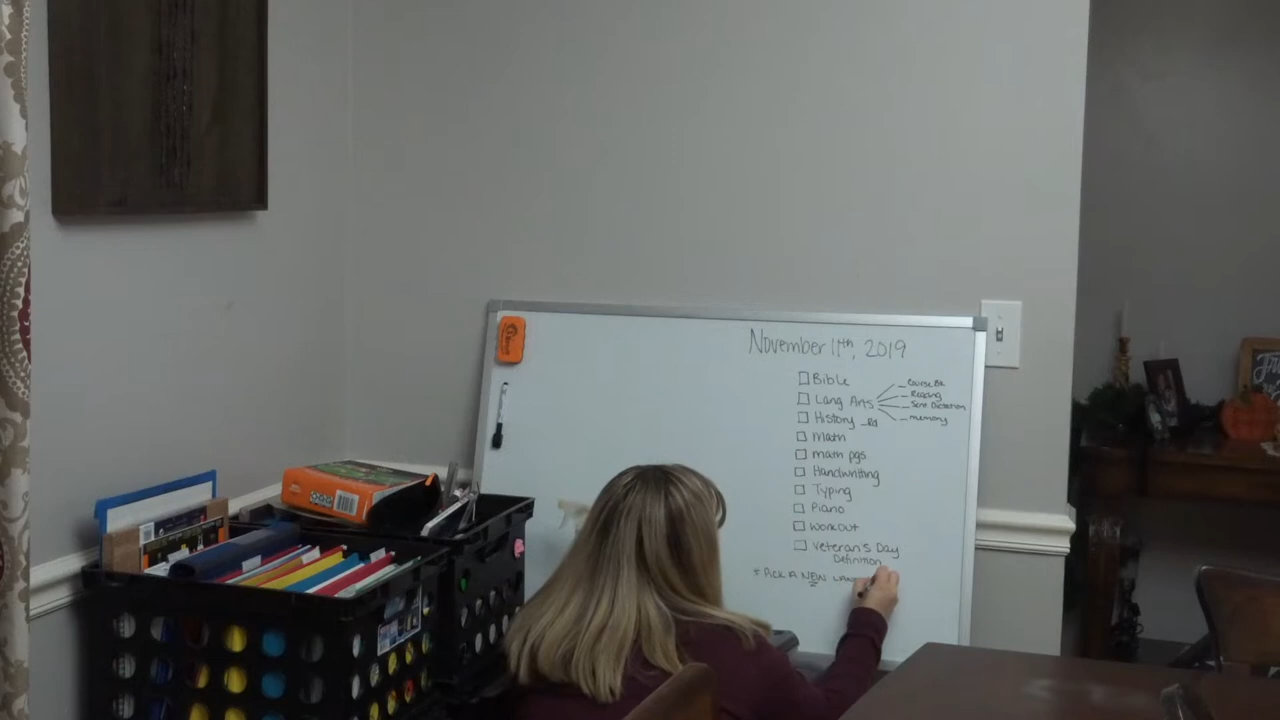 November 11th, 2019
Bible
Lang Arts
Course Bk
Reading
Sent. Dictation
memory
History _Rd
Math
math pgs
Handwriting
Typing
Piano
workout
Veteran's Day
Definition
* PICK A NEW